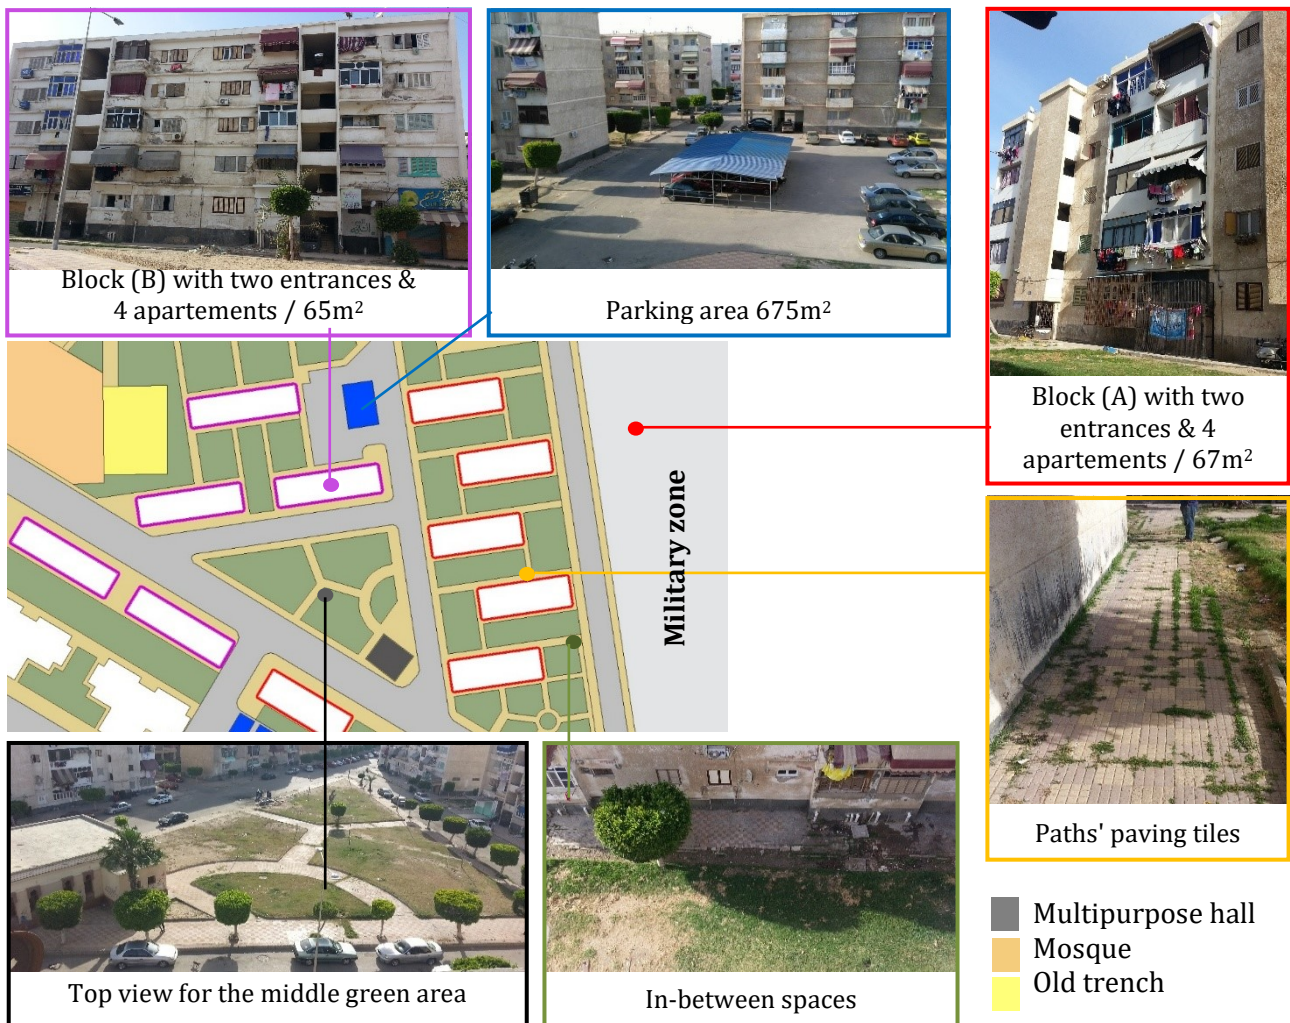 Block (B) with two entrances &
4 apartements / 65m²
Parking area 675m²
Block (A) with two
entrances & 4
apartements / 67m²
Military zone
Paths' paving tiles
Top view for the middle green area
In-between spaces
Multipurpose hall
Mosque
Old trench